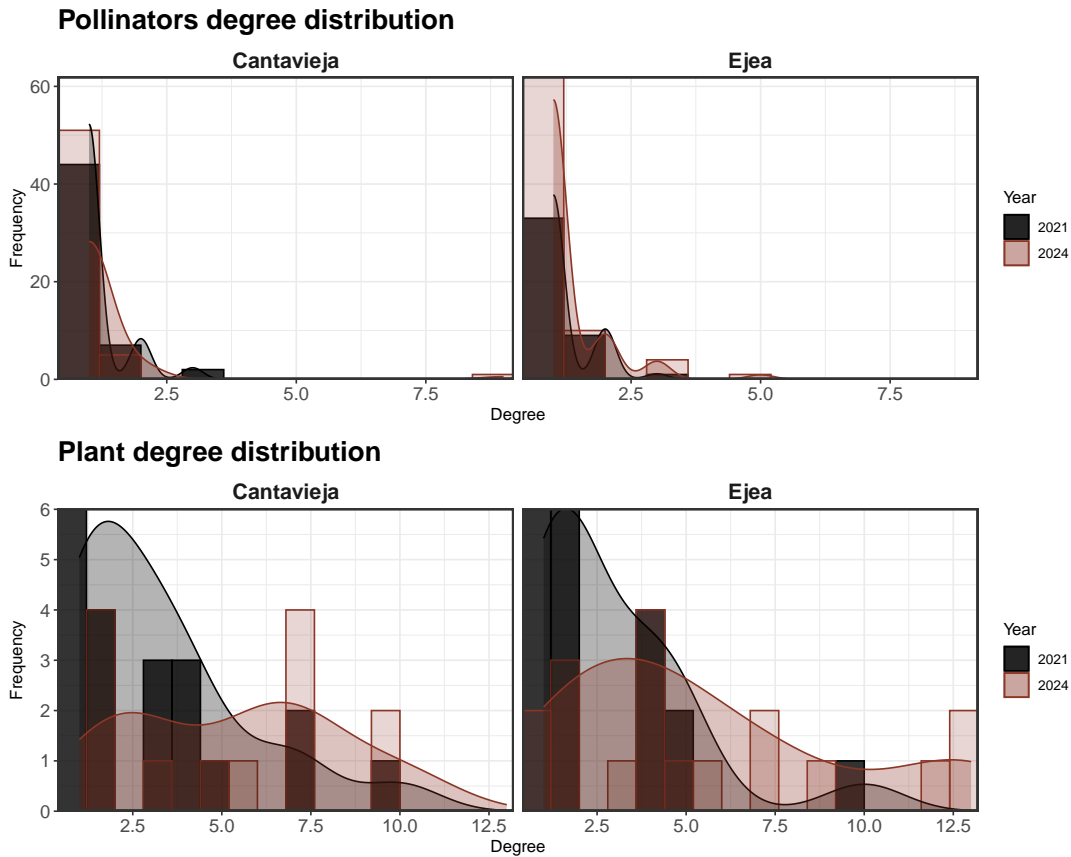 Pollinators degree distribution
Cantavieja Ejea
60
40
20
0
Frequency
2.5 5.0 7.5 2.5 5.0 7.5
Degree
Year
2021
2024
Plant degree distribution
Cantavieja Ejea
6
5
4
3
2
1
0
Frequency
2.5 5.0 7.5 10.0 12.5 2.5 5.0 7.5 10.0 12.5
Degree
Year
2021
2024